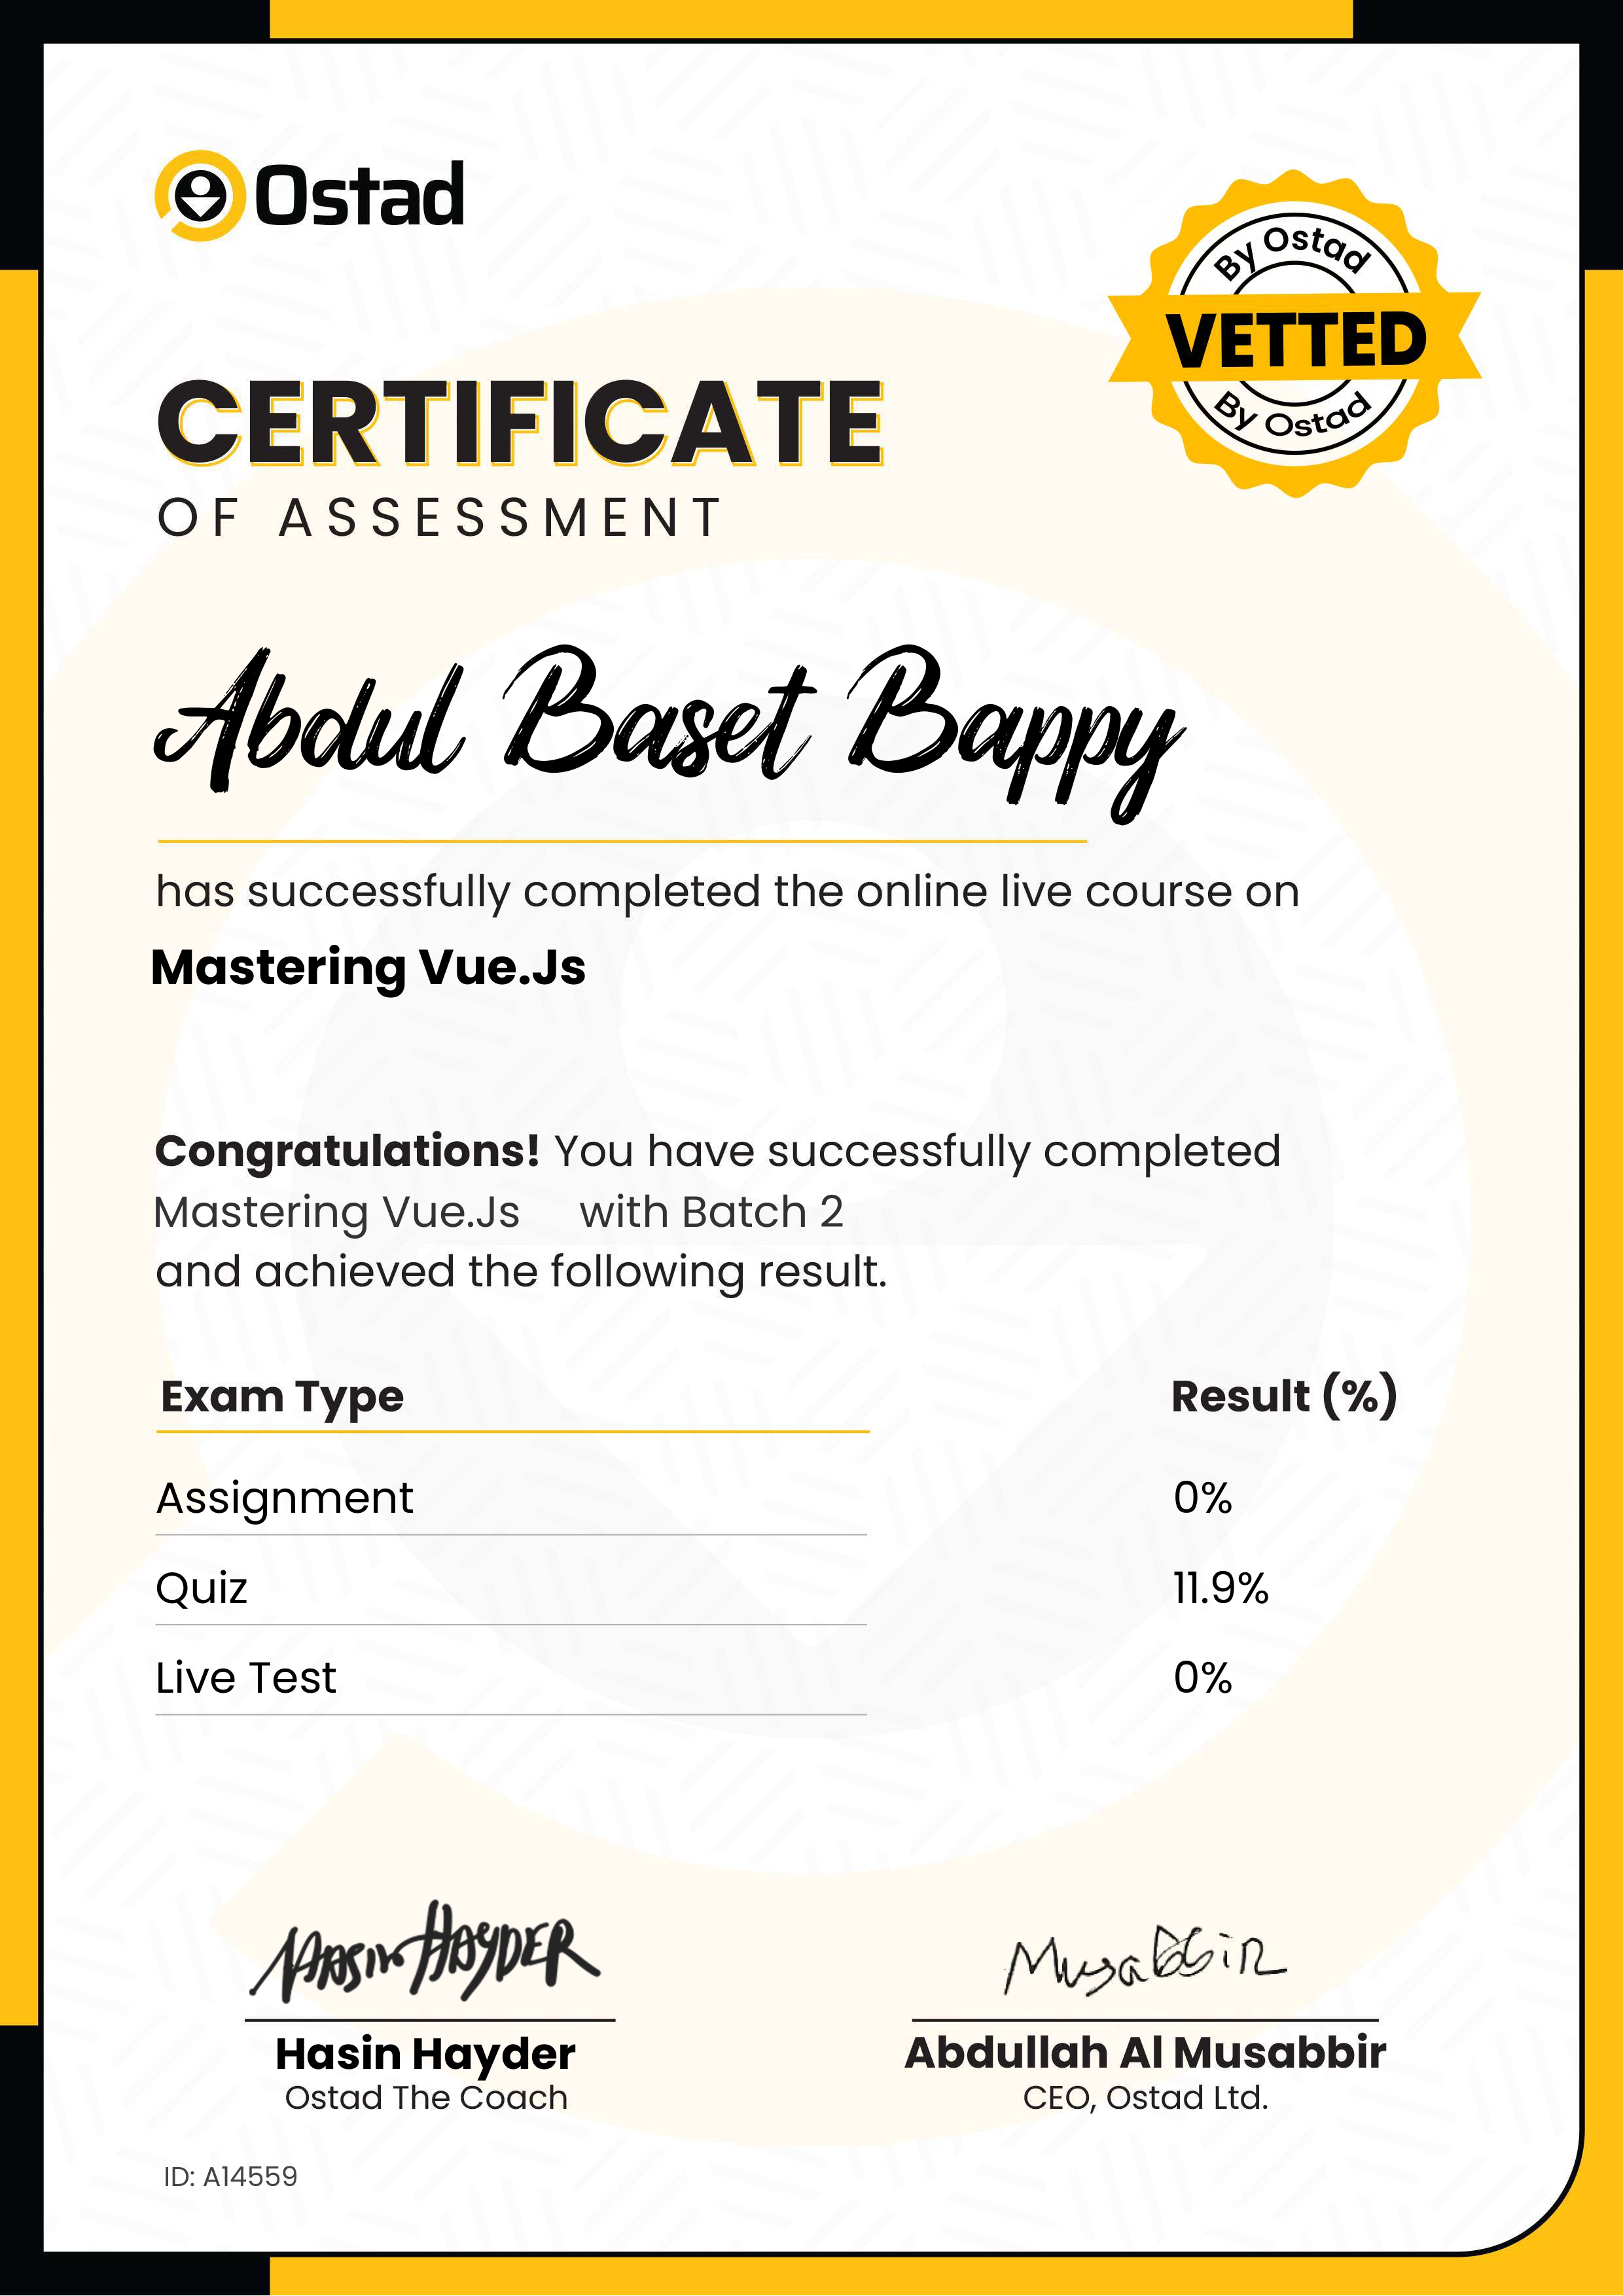 Ostad
By Ostad
VETTED
By Ostad
CERTIFICATE
OF ASSESSMENT
Abdul Baset Bappy
has successfully completed the online live course on
Mastering Vue.Js
Congratulations! You have successfully completed
Mastering Vue.Js with Batch 2
and achieved the following result.
Exam Type Result (%)
Assignment 0%
Quiz 11.9%
Live Test 0%
Hasin Hayder Musabbir
Hasin Hayder Abdullah Al Musabbir
Ostad The Coach CEO, Ostad Ltd.
ID: A14559